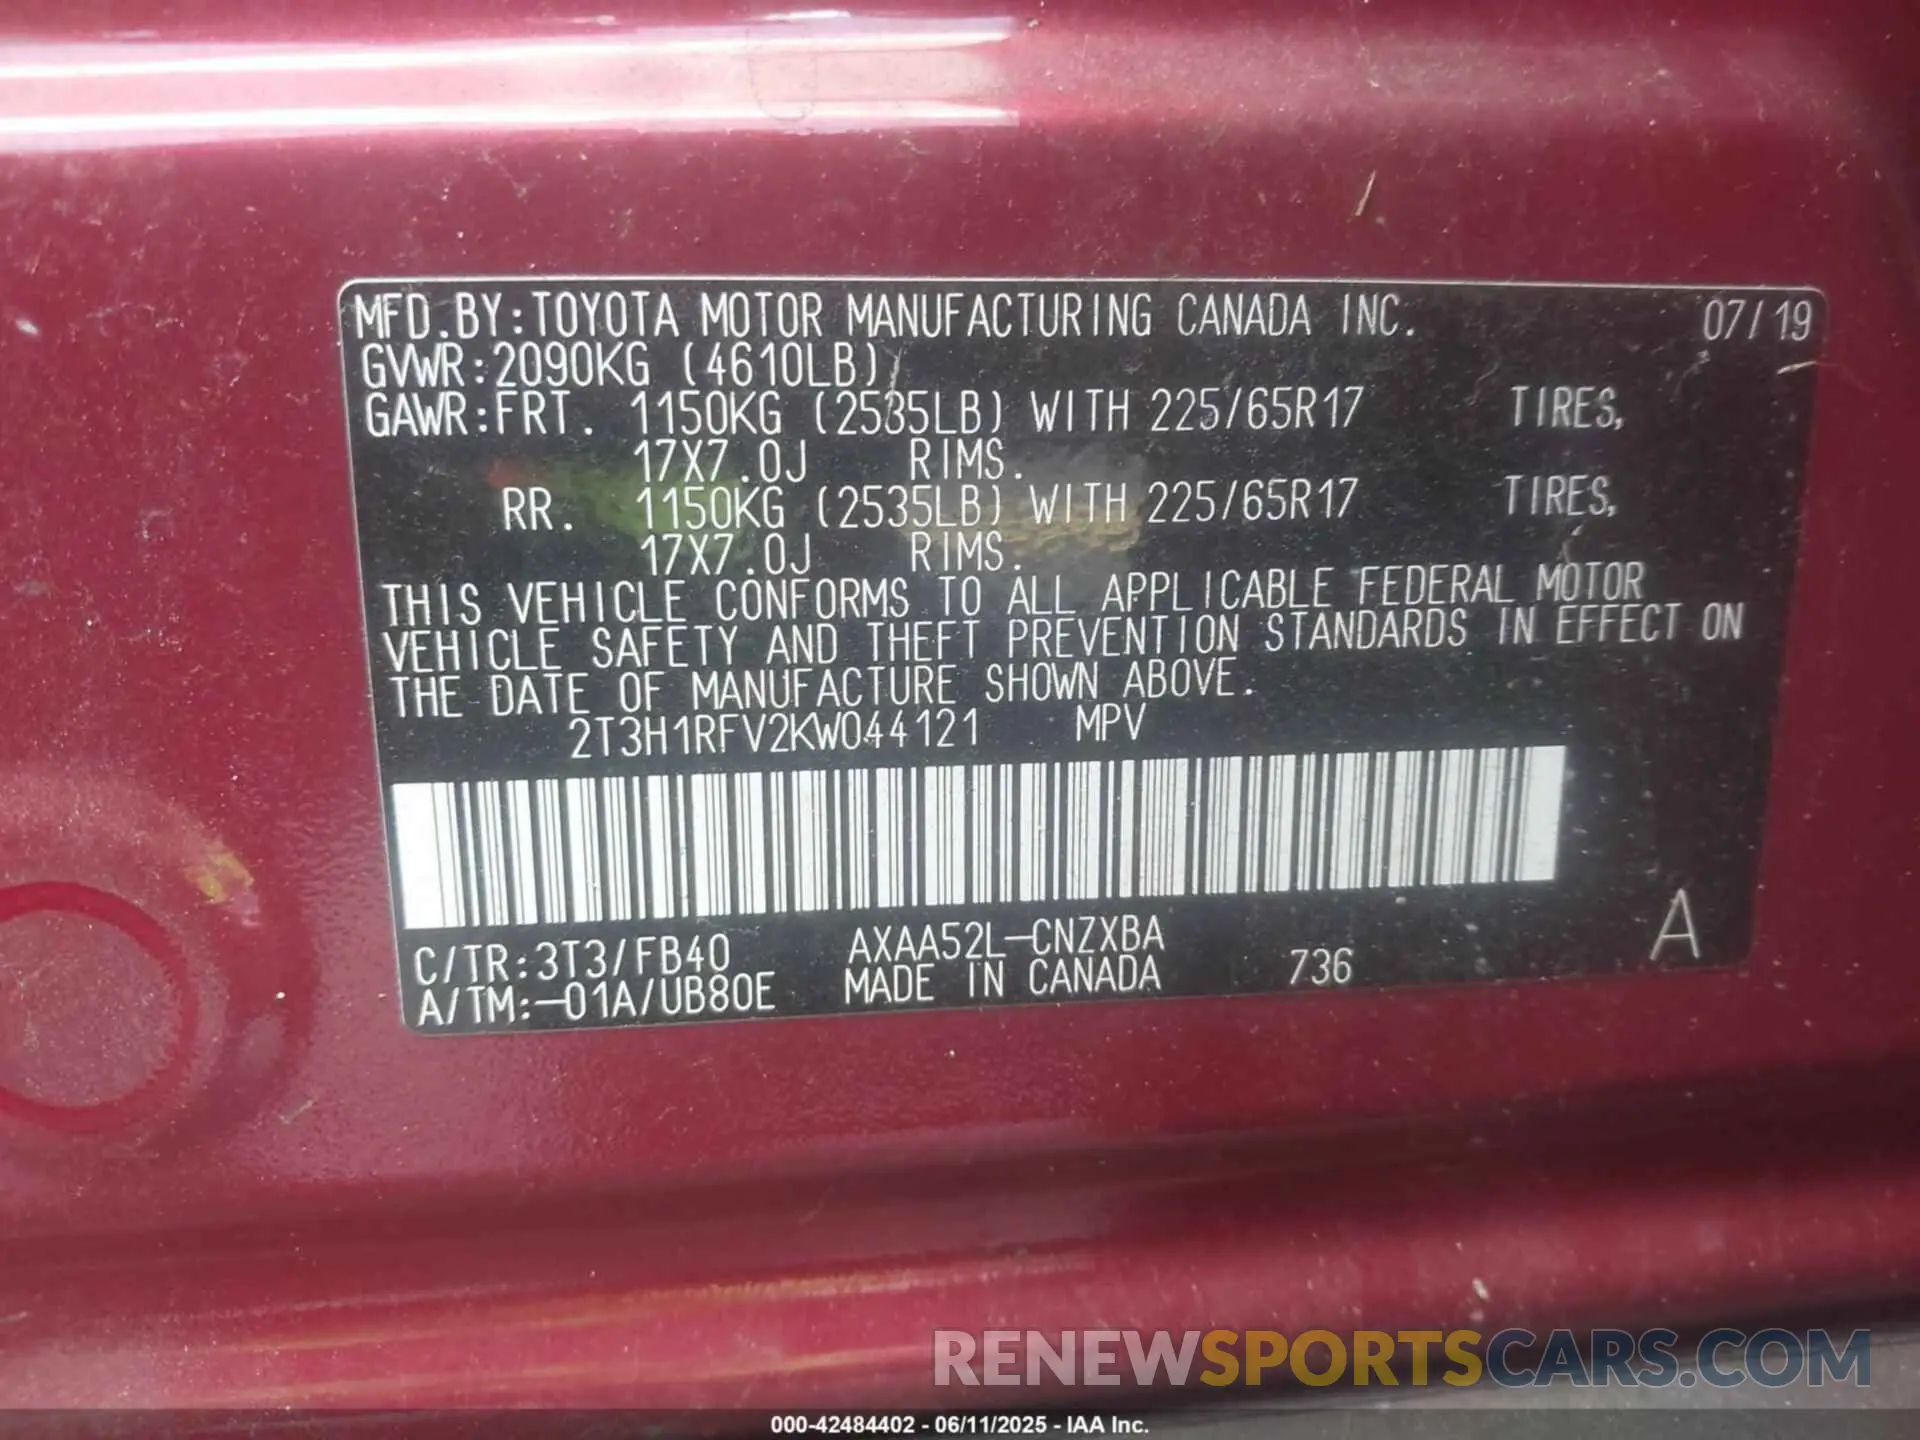 MFD.BY:TOYOTA MOTOR MANUFACTURING CANADA INC. 07/19
GVWR:2090KG (4610LB)
GAWR:FRT. 1150KG (2535LB) WITH 225/65R17 TIRES,
17X7.0J RIMS.
RR. 1150KG (2535LB) WITH 225/65R17 TIRES,
17X7.0J RIMS.
THIS VEHICLE CONFORMS TO ALL APPLICABLE FEDERAL MOTOR
VEHICLE SAFETY AND THEFT PREVENTION STANDARDS IN EFFECT ON
THE DATE OF MANUFACTURE SHOWN ABOVE.
2T3H1RFV2KW044121 MPV
C/TR:3T3/FB40 AXAA52L-CNZXBA 736 A
A/TM:-01A/UB80E MADE IN CANADA
RENEWSPORTSCARS.COM
000-42484402 - 06/11/2025 - IAA Inc.